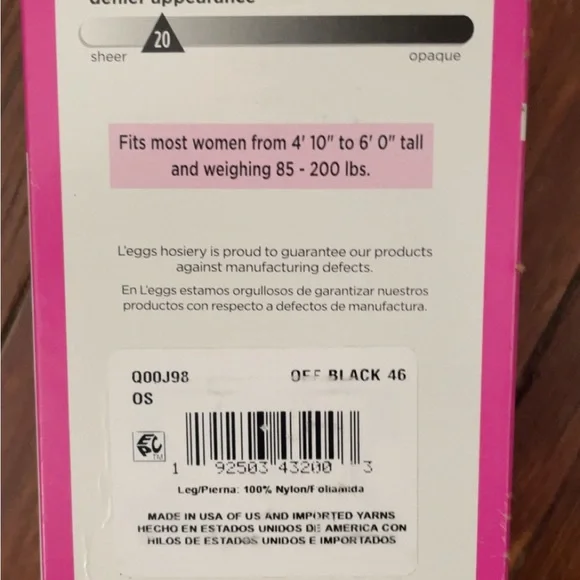 denier appearance
20
sheer
opaque
Fits most women from 4' 10" to 6' 0" tall
and weighing 85 - 200 lbs.
L'eggs hosiery is proud to guarantee our products
against manufacturing defects.
En L'eggs estamos orgullosos de garantizar nuestros
productos con respecto a defectos de manufactura.
Q00J98
OFF BLACK 46
OS
EPC™
1 92503 43200 3
Leg/Pierna: 100% Nylon/Foliamida
MADE IN USA OF US AND IMPORTED YARNS
HECHO EN ESTADOS UNIDOS DE AMERICA CON
HILOS DE ESTADOS UNIDOS E IMPORTADOS